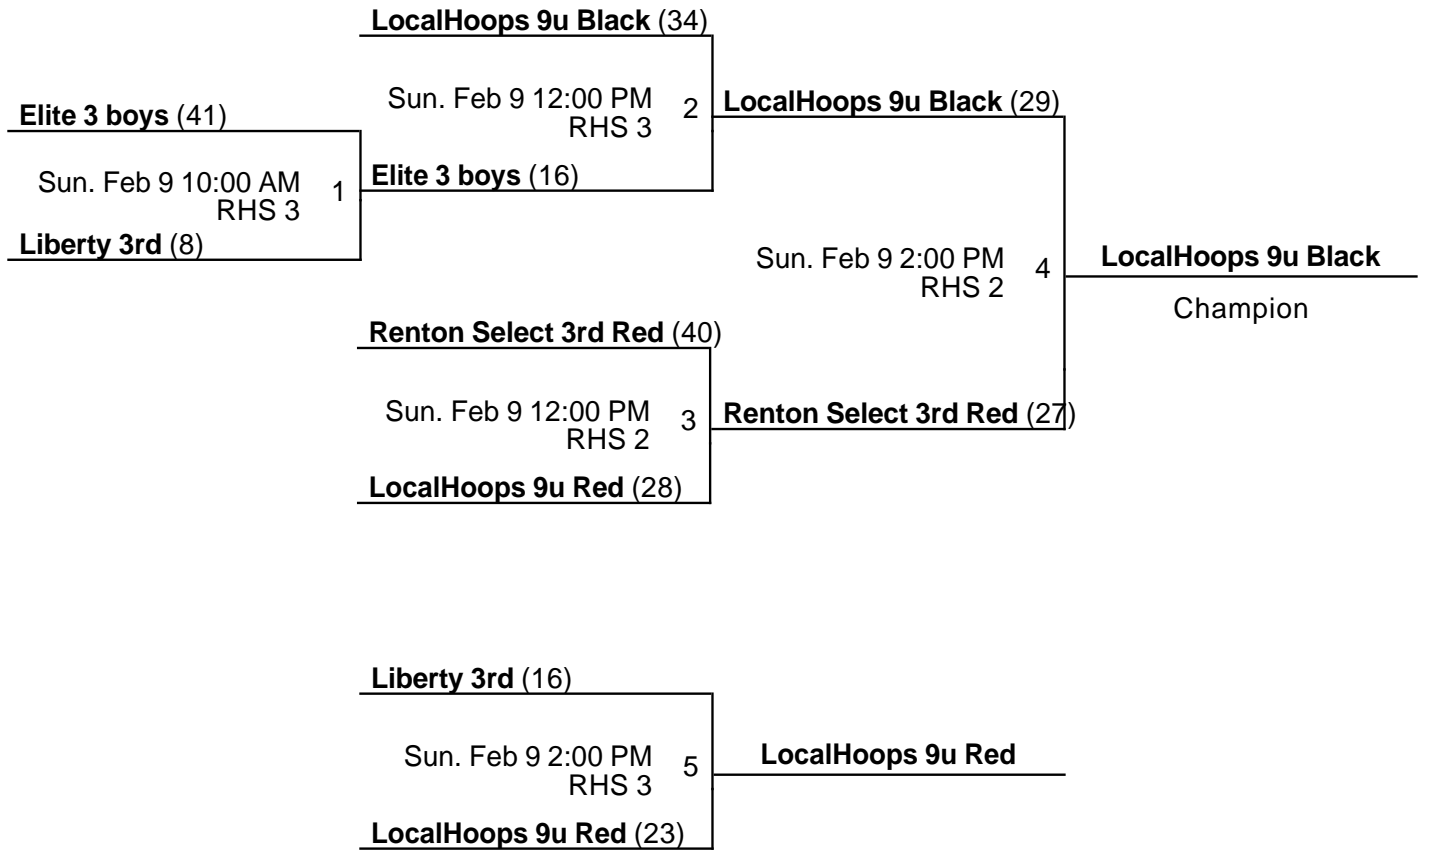 LocalHoops 9u Black (34)
Sun. Feb 9 12:00 PM
RHS 3
2
LocalHoops 9u Black (29)
Elite 3 boys (41)
Sun. Feb 9 10:00 AM
RHS 3
1
Elite 3 boys (16)
Liberty 3rd (8)
Sun. Feb 9 2:00 PM
RHS 2
4
LocalHoops 9u Black
Champion
Renton Select 3rd Red (40)
Sun. Feb 9 12:00 PM
RHS 2
3
Renton Select 3rd Red (27)
LocalHoops 9u Red (28)
Liberty 3rd (16)
Sun. Feb 9 2:00 PM
RHS 3
5
LocalHoops 9u Red
LocalHoops 9u Red (23)